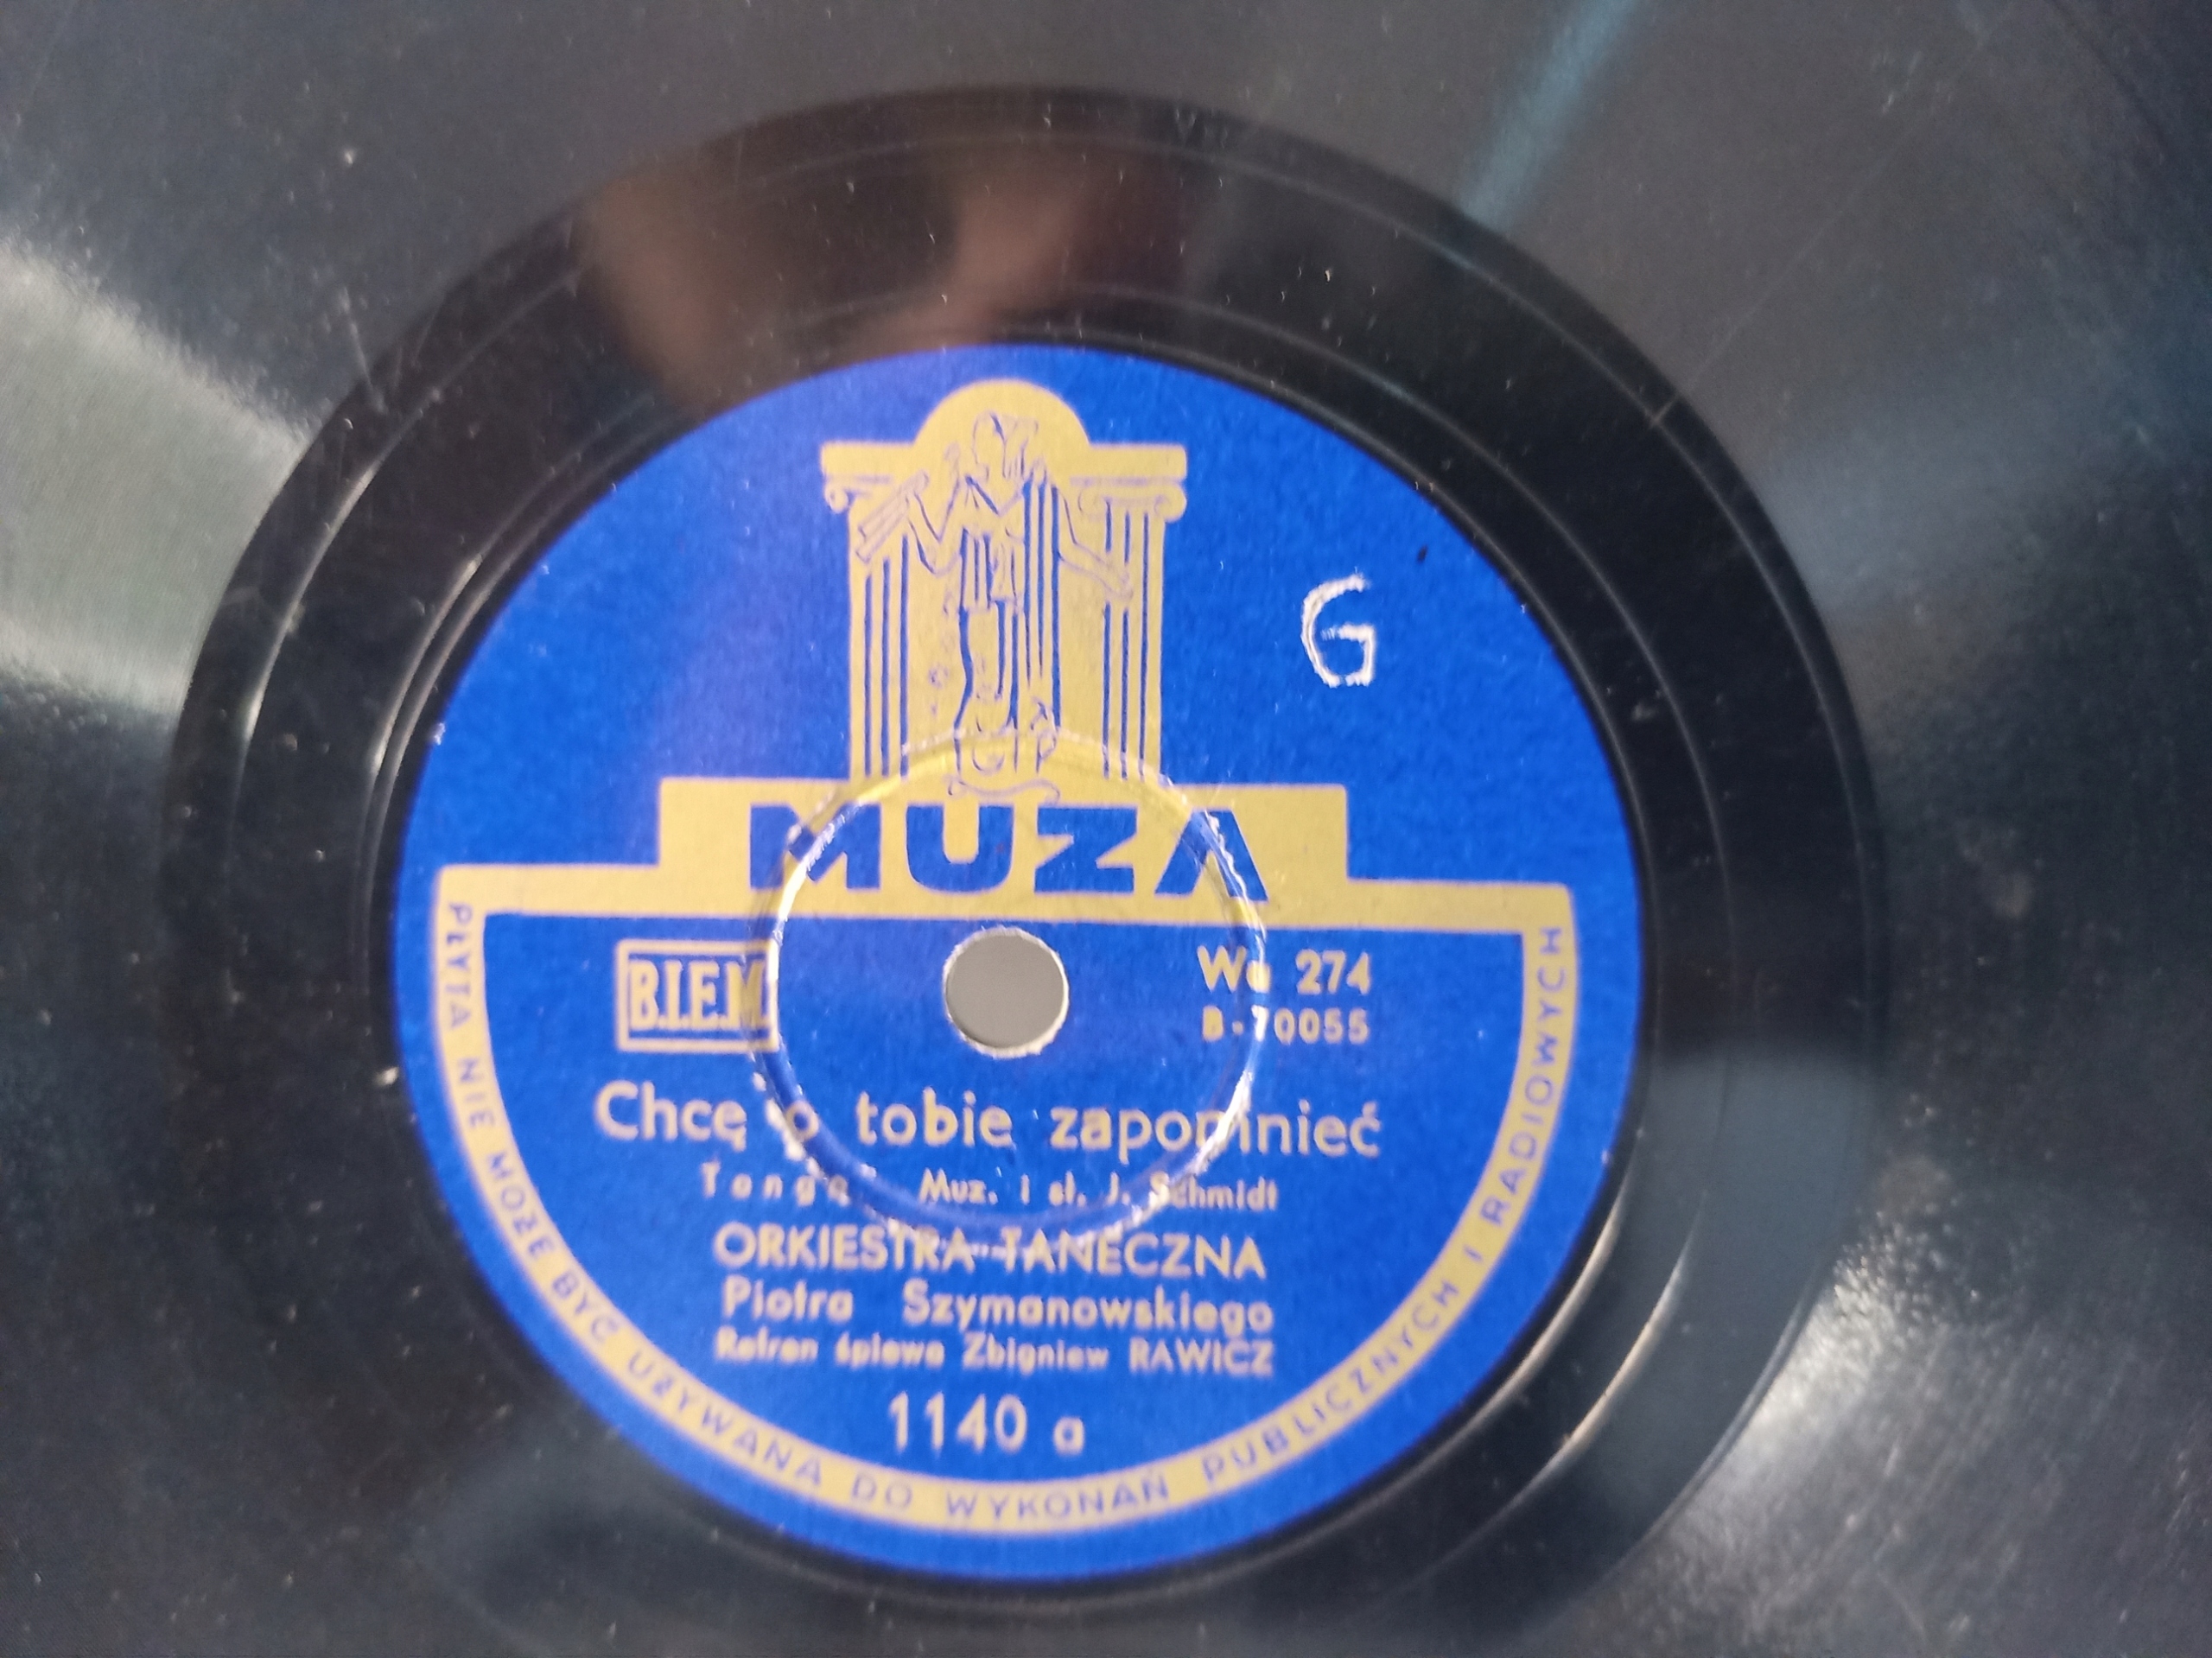 G
MUZA
B.I.E.M.
Wa 274
B-70055
Chcę o tobie zapomnieć
Tango Muz. i sł. J. Schmidt
ORKIESTRA TANECZNA
Piotra Szymanowskiego
Refren śpiewa Zbigniew RAWICZ
1140 a
PŁYTA NIE MOŻE BYĆ UŻYWANA DO WYKONAŃ PUBLICZNYCH I RADIOWYCH